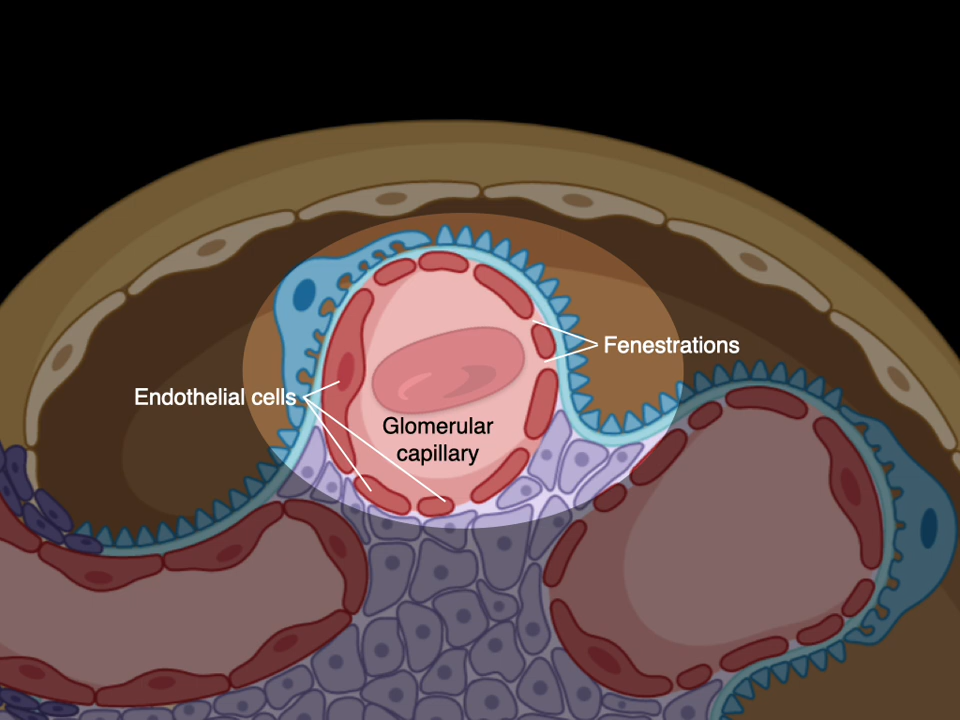 Fenestrations
Endothelial cells
Glomerular
capillary